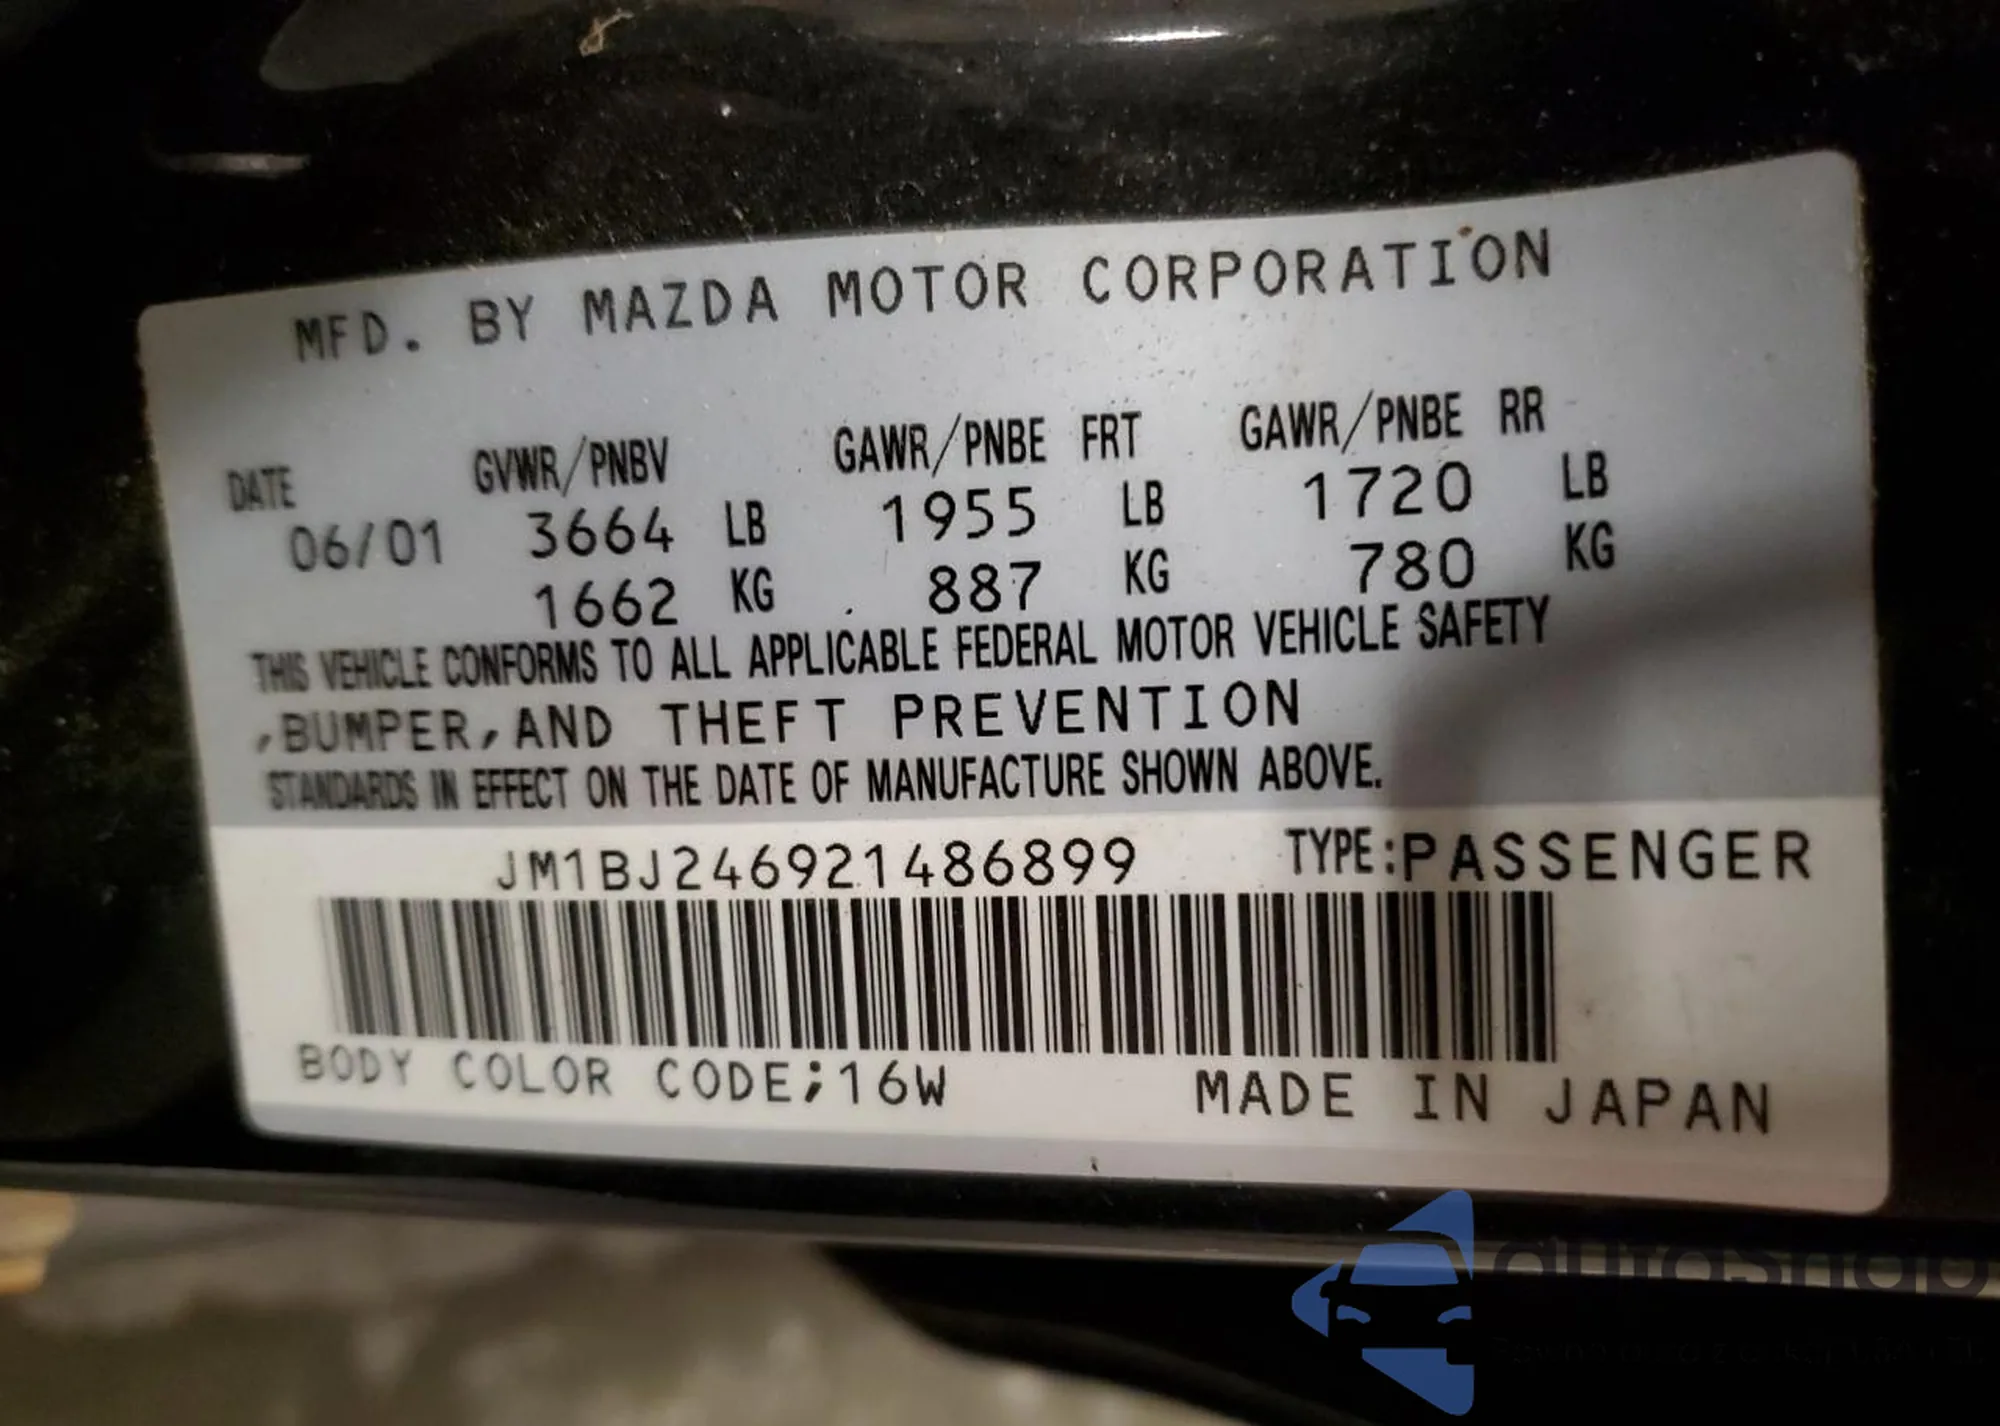 MFD. BY MAZDA MOTOR CORPORATION
DATE GVWR/PNBV GAWR/PNBE FRT GAWR/PNBE RR
06/01 3664 LB 1955 LB 1720 LB
1662 KG 887 KG 780 KG
THIS VEHICLE CONFORMS TO ALL APPLICABLE FEDERAL MOTOR VEHICLE SAFETY
,BUMPER,AND THEFT PREVENTION
STANDARDS IN EFFECT ON THE DATE OF MANUFACTURE SHOWN ABOVE.
JM1BJ246921486899 TYPE:PASSENGER
BODY COLOR CODE;16W MADE IN JAPAN
autosnap